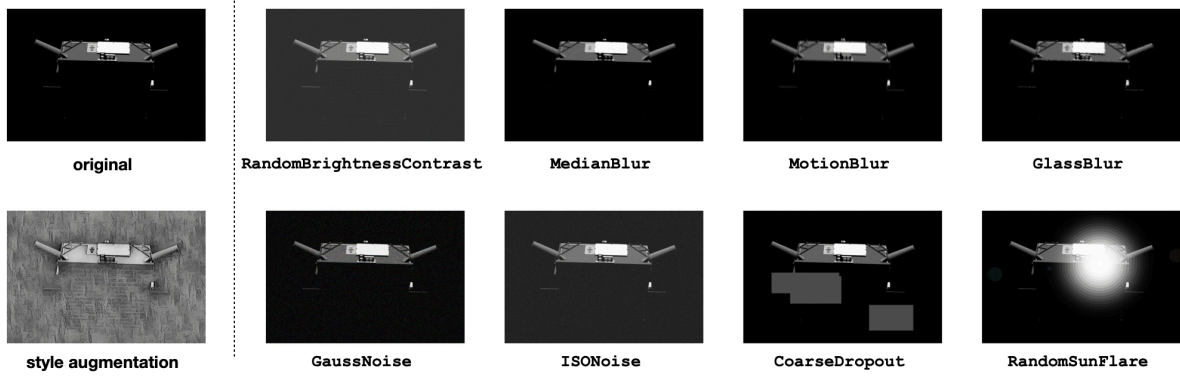 original
RandomBrightnessContrast
MedianBlur
MotionBlur
GlassBlur
style augmentation
GaussNoise
ISONoise
CoarseDropout
RandomSunFlare